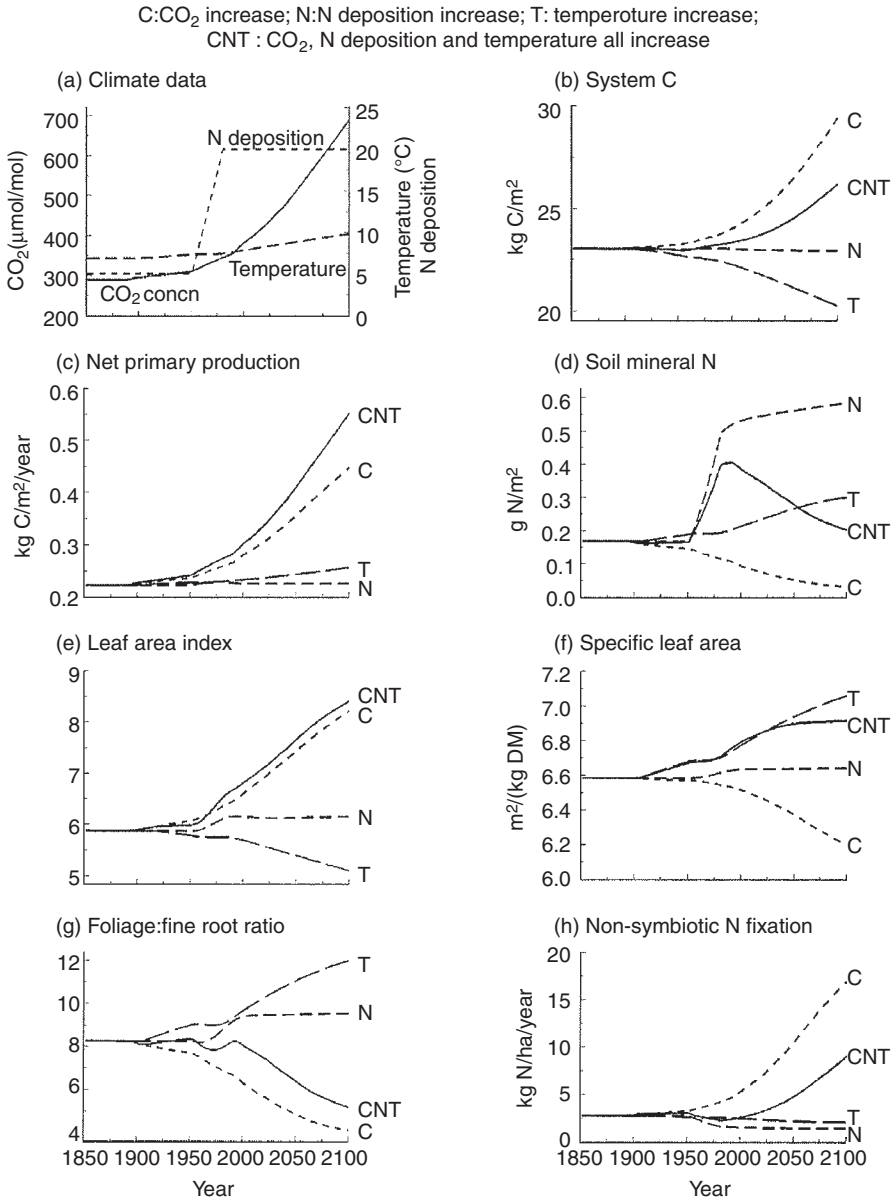 C:CO2 increase; N:N deposition increase; T: temperoture increase;
CNT : CO2, N deposition and temperature all increase
(a) Climate data
700
600
500
400
300
200
CO2(μmol/mol)
N deposition
Temperature
CO2 concn
25
20
15
10
5
0
Temperature (°C)
N deposition
(b) System C
30
23
20
kg C/m2
C
CNT
N
T
(c) Net primary production
0.6
0.5
0.4
0.3
0.2
kg C/m2/year
CNT
C
T
N
(d) Soil mineral N
0.6
0.5
0.4
0.3
0.2
0.1
0.0
g N/m2
N
T
CNT
C
(e) Leaf area index
9
8
7
6
5
CNT
C
N
T
(f) Specific leaf area
7.2
7.0
6.8
6.6
6.4
6.2
6.0
m2/(kg DM)
T
CNT
N
C
(g) Foliage:fine root ratio
12
10
8
6
4
T
N
CNT
C
1850 1900 1950 2000 2050 2100
Year
(h) Non-symbiotic N fixation
20
15
10
5
0
kg N/ha/year
C
CNT
T
N
1850 1900 1950 2000 2050 2100
Year